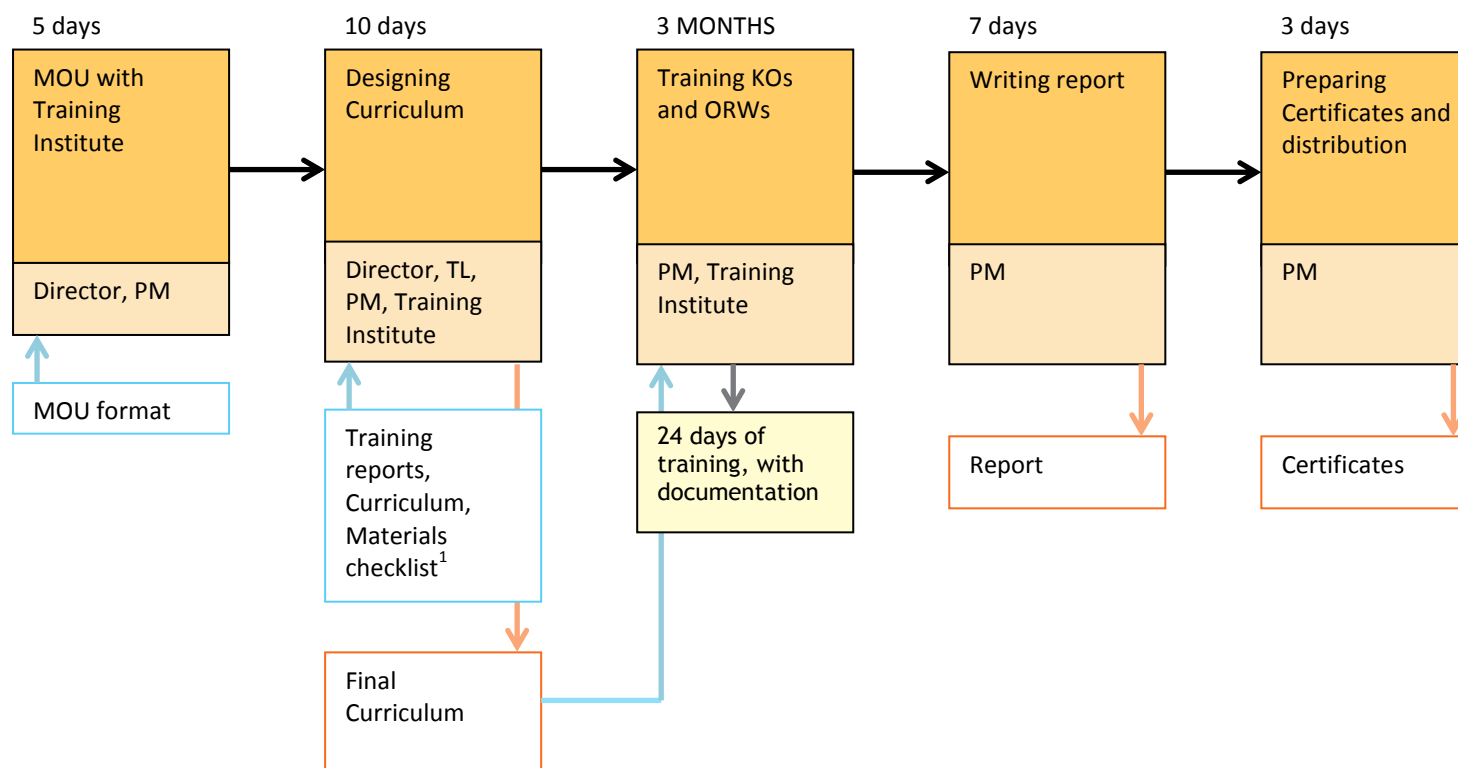 5 days
10 days
3 MONTHS
7 days
3 days
MOU with
Training
Institute
Designing
Curriculum
Training KOs
and ORWs
Writing report
Preparing
Certificates and
distribution
Director, PM
Director, TL,
PM, Training
Institute
PM, Training
Institute
PM
PM
MOU format
Training
reports,
Curriculum,
Materials
checklist1
24 days of
training, with
documentation
Report
Certificates
Final
Curriculum